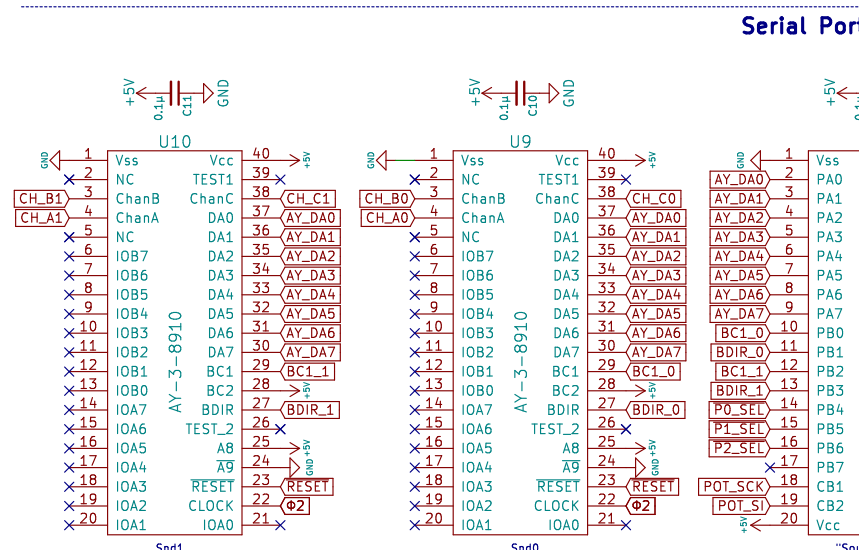 Serial Port
+5V 0.1µ C11 GND
+5V 0.1µ C10 GND
+5V 0.1µ
U10
GND 1 Vss Vcc 40 +5V
2 NC TEST1 39
CH_B1 3 ChanB ChanC 38 CH_C1
CH_A1 4 ChanA DA0 37 AY_DA0
5 NC DA1 36 AY_DA1
6 IOB7 DA2 35 AY_DA2
7 IOB6 DA3 34 AY_DA3
8 IOB5 DA4 33 AY_DA4
9 IOB4 DA5 32 AY_DA5
10 IOB3 DA6 31 AY_DA6
11 IOB2 DA7 30 AY_DA7
12 IOB1 BC1 29 BC1_1
13 IOB0 BC2 28 +5V
14 IOA7 BDIR 27 BDIR_1
15 IOA6 TEST_2 26
16 IOA5 A8 25 +5V
17 IOA4 A9 24 GND
18 IOA3 RESET 23 RESET
19 IOA2 CLOCK 22 Φ2
20 IOA1 IOA0 21
AY-3-8910
Snd1
U9
GND 1 Vss Vcc 40 +5V
2 NC TEST1 39
CH_B0 3 ChanB ChanC 38 CH_C0
CH_A0 4 ChanA DA0 37 AY_DA0
5 NC DA1 36 AY_DA1
6 IOB7 DA2 35 AY_DA2
7 IOB6 DA3 34 AY_DA3
8 IOB5 DA4 33 AY_DA4
9 IOB4 DA5 32 AY_DA5
10 IOB3 DA6 31 AY_DA6
11 IOB2 DA7 30 AY_DA7
12 IOB1 BC1 29 BC1_0
13 IOB0 BC2 28 +5V
14 IOA7 BDIR 27 BDIR_0
15 IOA6 TEST_2 26
16 IOA5 A8 25 +5V
17 IOA4 A9 24 GND
18 IOA3 RESET 23 RESET
19 IOA2 CLOCK 22 Φ2
20 IOA1 IOA0 21
AY-3-8910
Snd0
GND 1 Vss
AY_DA0 2 PA0
AY_DA1 3 PA1
AY_DA2 4 PA2
AY_DA3 5 PA3
AY_DA4 6 PA4
AY_DA5 7 PA5
AY_DA6 8 PA6
AY_DA7 9 PA7
BC1_0 10 PB0
BDIR_0 11 PB1
BC1_1 12 PB2
BDIR_1 13 PB3
P0_SEL 14 PB4
P1_SEL 15 PB5
P2_SEL 16 PB6
17 PB7
POT_SCK 18 CB1
POT_SI 19 CB2
+5V 20 Vcc